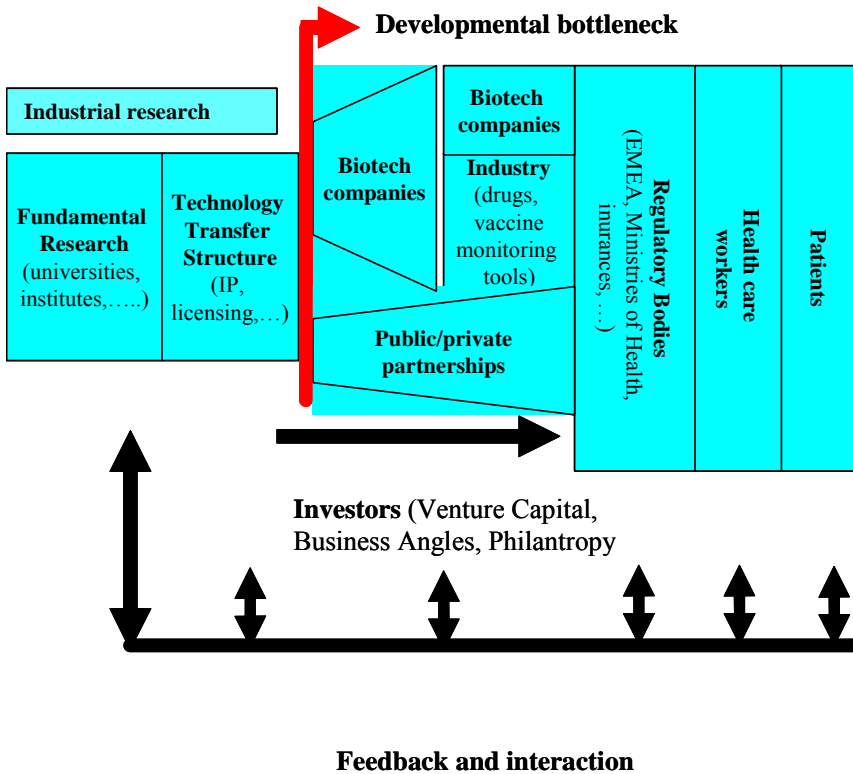 Developmental bottleneck
Industrial research
Fundamental
Research
(universities,
institutes,…..)
Technology
Transfer
Structure
(IP,
licensing,…)
Biotech
companies
Biotech
companies
Industry
(drugs,
vaccine
monitoring
tools)
Public/private
partnerships
Regulatory Bodies
(EMEA, Ministries of Health,
inurances, …)
Health care
workers
Patients
Investors (Venture Capital,
Business Angles, Philantropy
Feedback and interaction